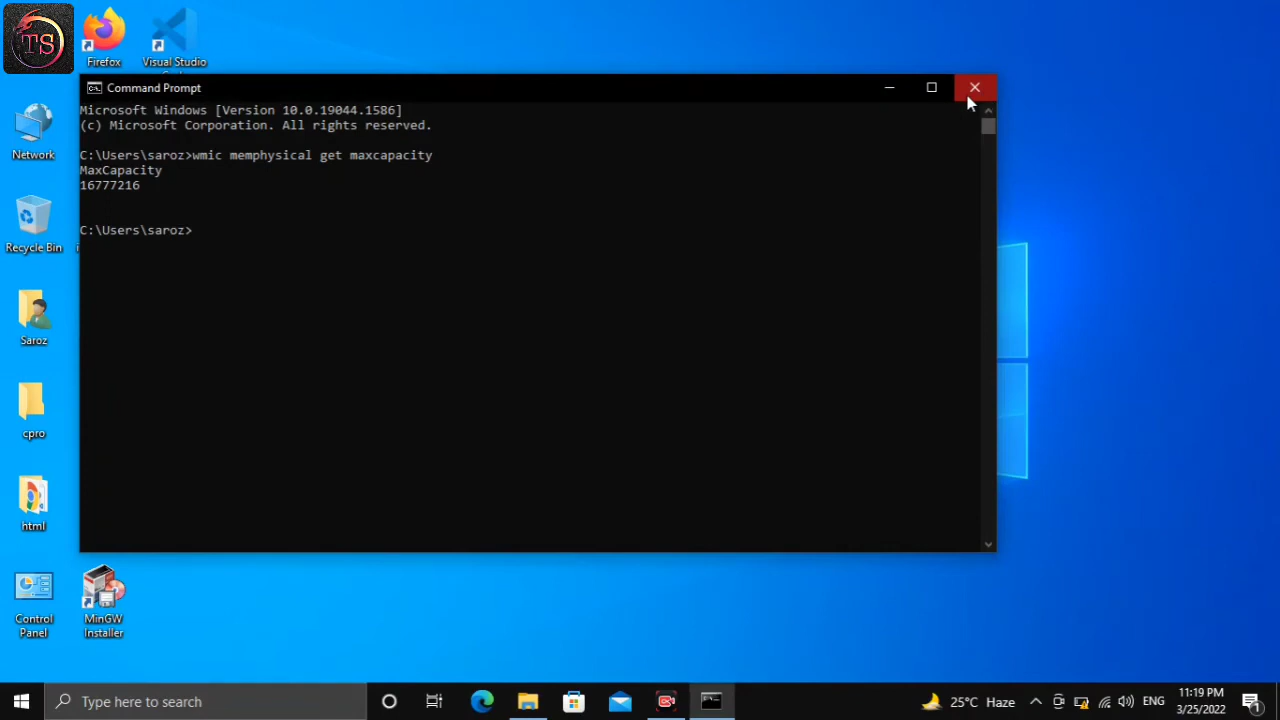 TS
Firefox
Visual Studio
Command Prompt
Microsoft Windows [Version 10.0.19044.1586]
(c) Microsoft Corporation. All rights reserved.
C:\Users\saroz>wmic memphysical get maxcapacity
MaxCapacity
16777216
C:\Users\saroz>
Network
Recycle Bin
Saroz
cpro
html
Control
Panel
MinGW
Installer
Type here to search
25°C Haze
ENG
11:19 PM
3/25/2022
1